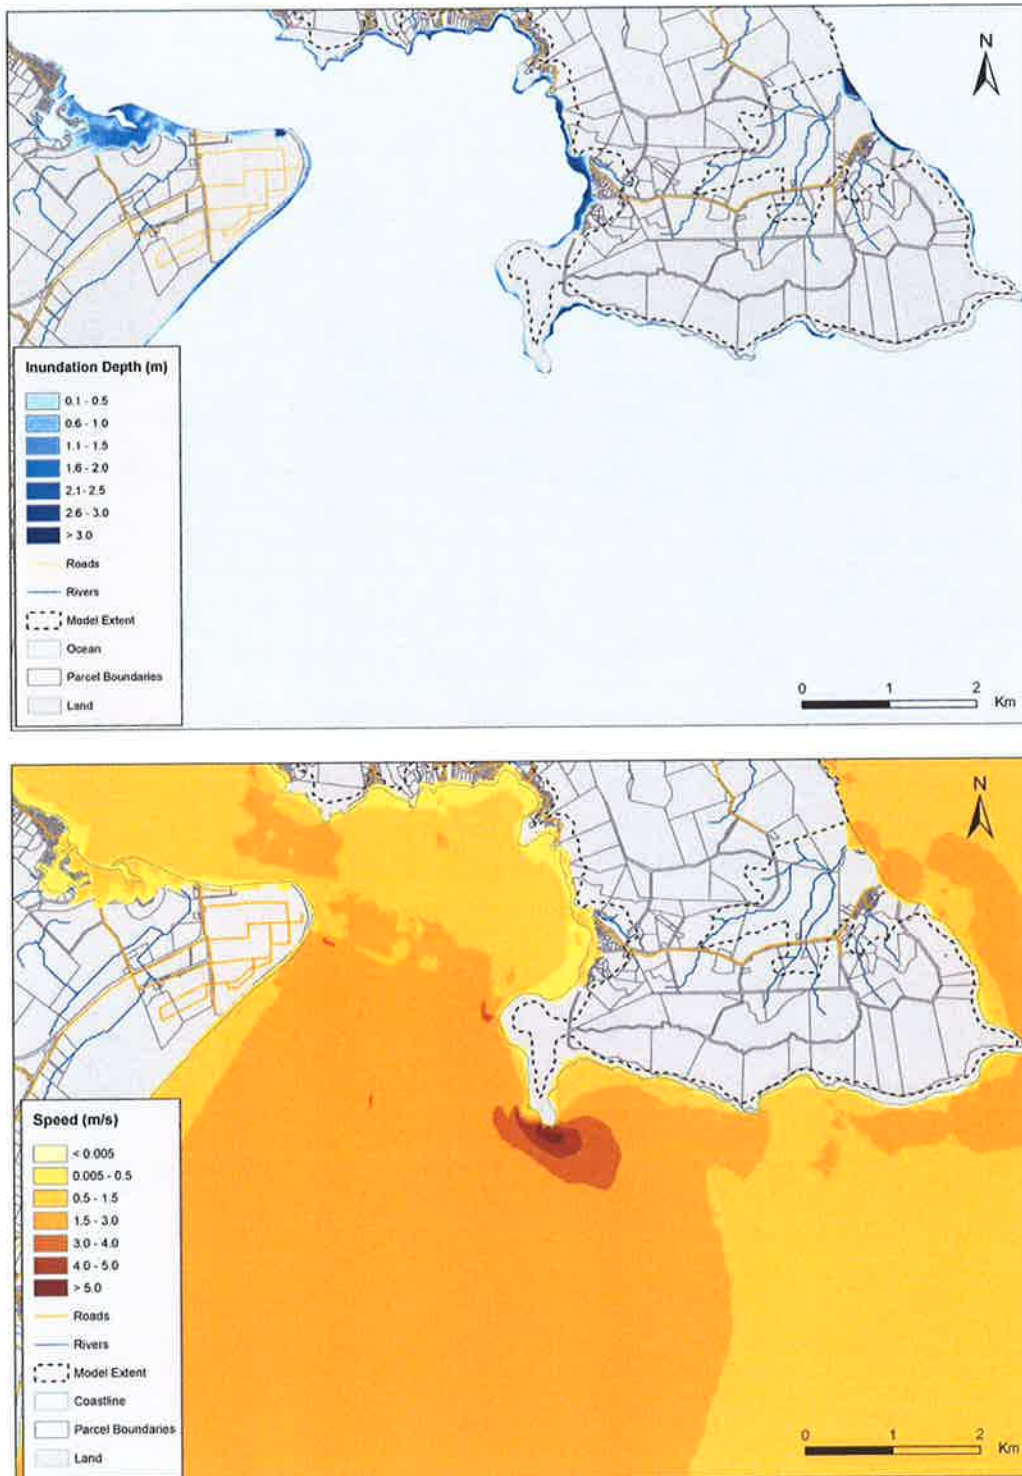 N
Inundation Depth (m)
0.1 - 0.5
0.6 - 1.0
1.1 - 1.5
1.6 - 2.0
2.1 - 2.5
2.6 - 3.0
> 3.0
Roads
Rivers
Model Extent
Ocean
Parcel Boundaries
Land
0 1 2
Km
N
Speed (m/s)
< 0.005
0.005 - 0.5
0.5 - 1.5
1.5 - 3.0
3.0 - 4.0
4.0 - 5.0
> 5.0
Roads
Rivers
Model Extent
Coastline
Parcel Boundaries
Land
0 1 2
Km